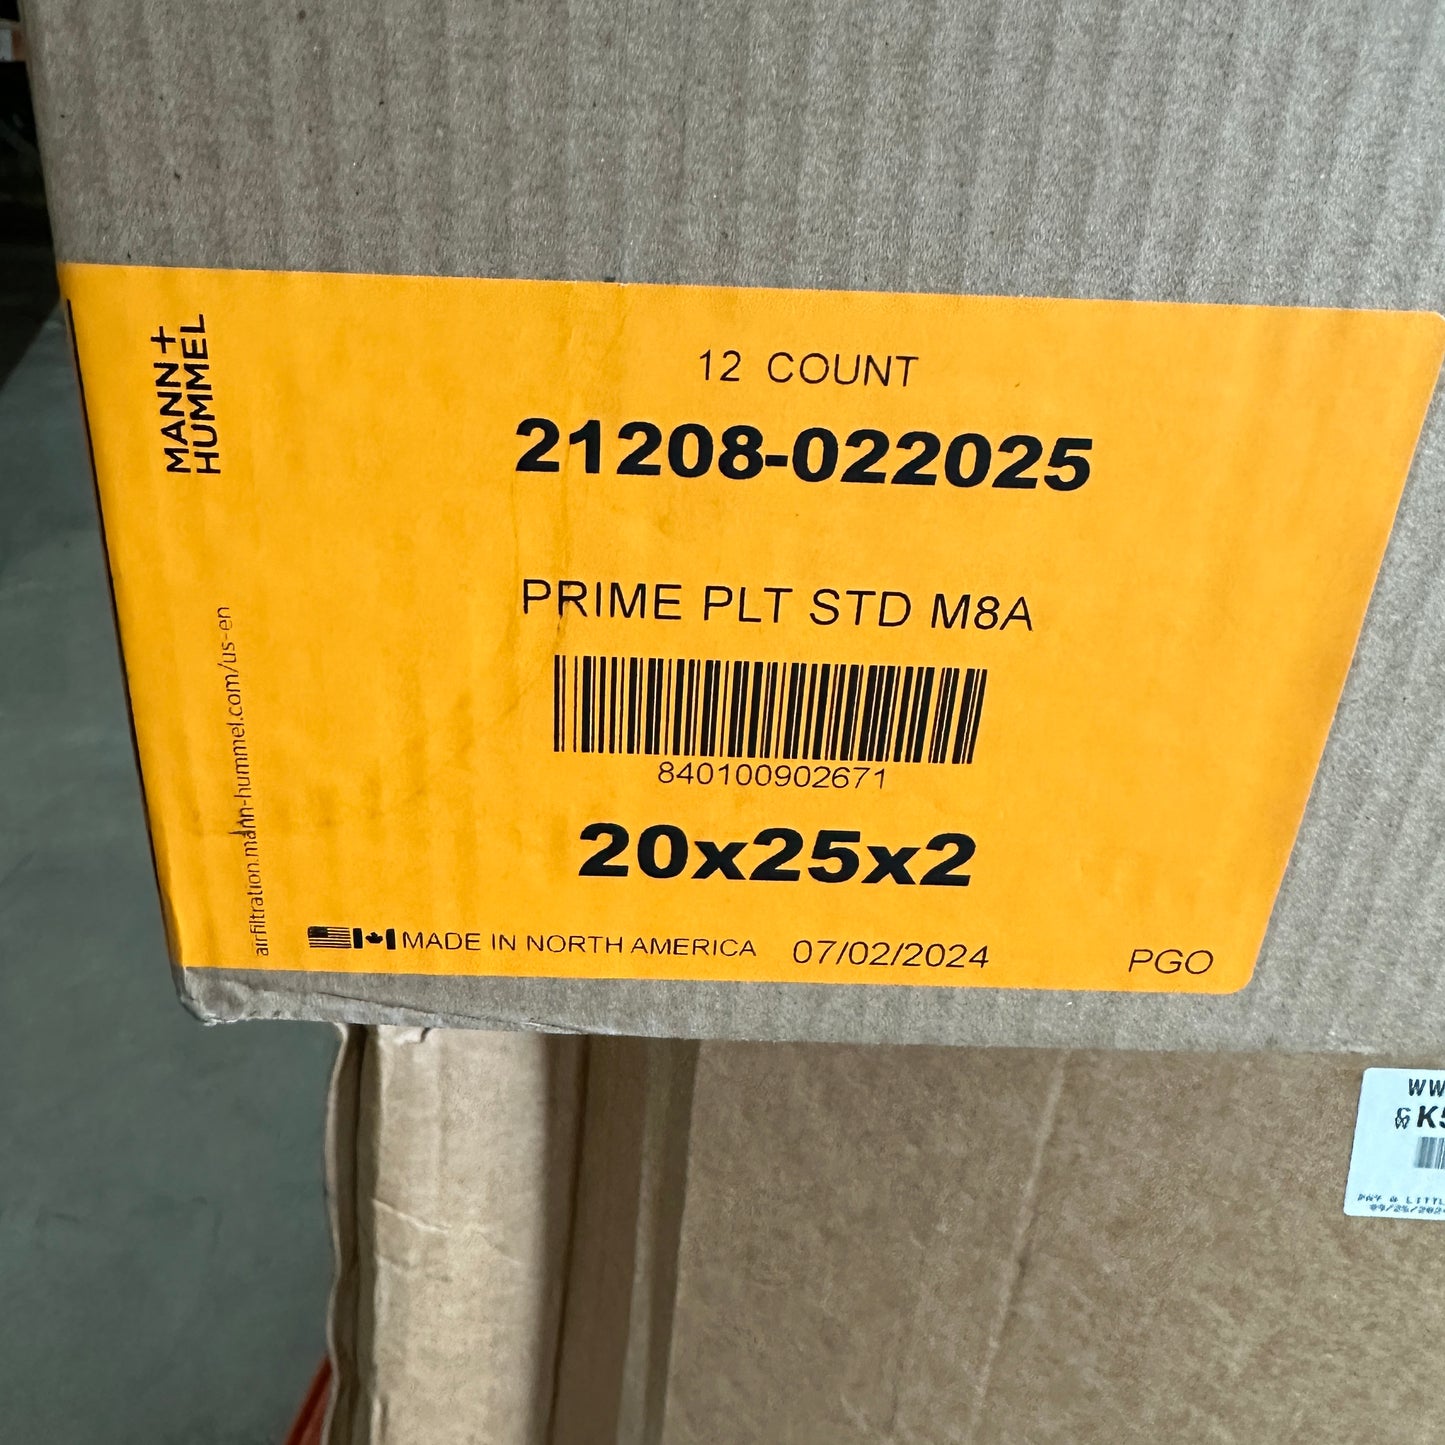 MANN+
HUMMEL
airfiltration.mann-hummel.com/us-en
12 COUNT
21208-022025
PRIME PLT STD M8A
840100902671
20x25x2
MADE IN NORTH AMERICA 07/02/2024 PGO